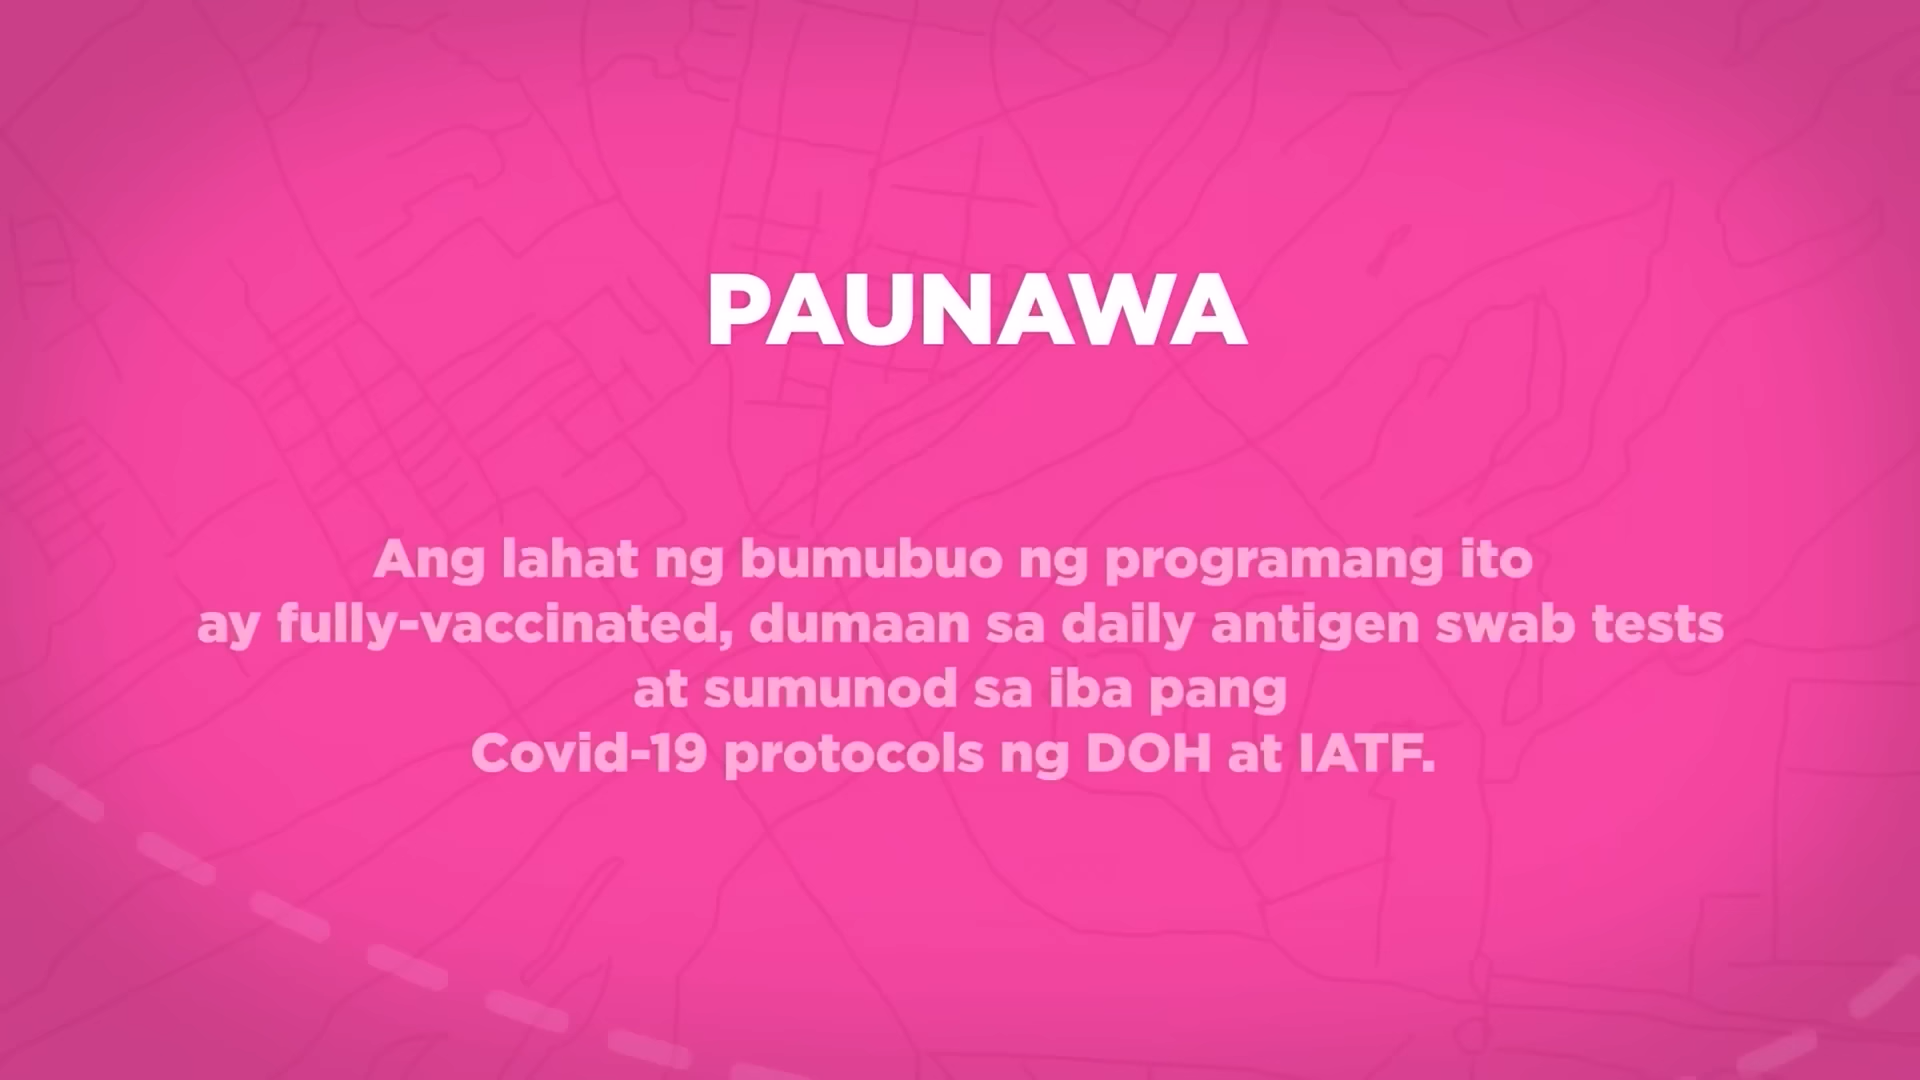 PAUNAWA
Ang lahat ng bumubuo ng programang ito
ay fully-vaccinated, dumaan sa daily antigen swab tests
at sumunod sa iba pang
Covid-19 protocols ng DOH at IATF.